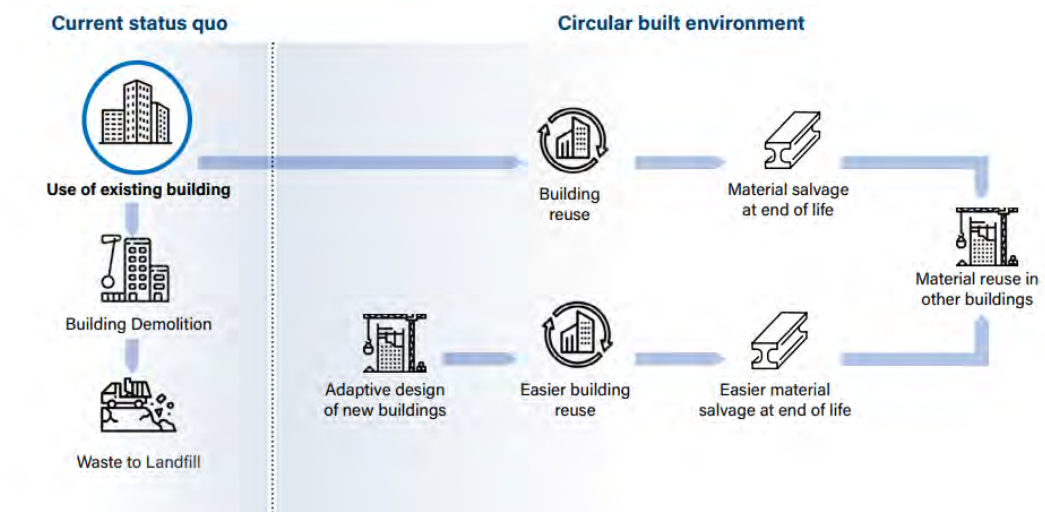 Current status quo
Circular built environment
Use of existing building
Building
reuse
Material salvage
at end of life
Material reuse in
other buildings
Building Demolition
Adaptive design
of new buildings
Easier building
reuse
Easier material
salvage at end of life
Waste to Landfill